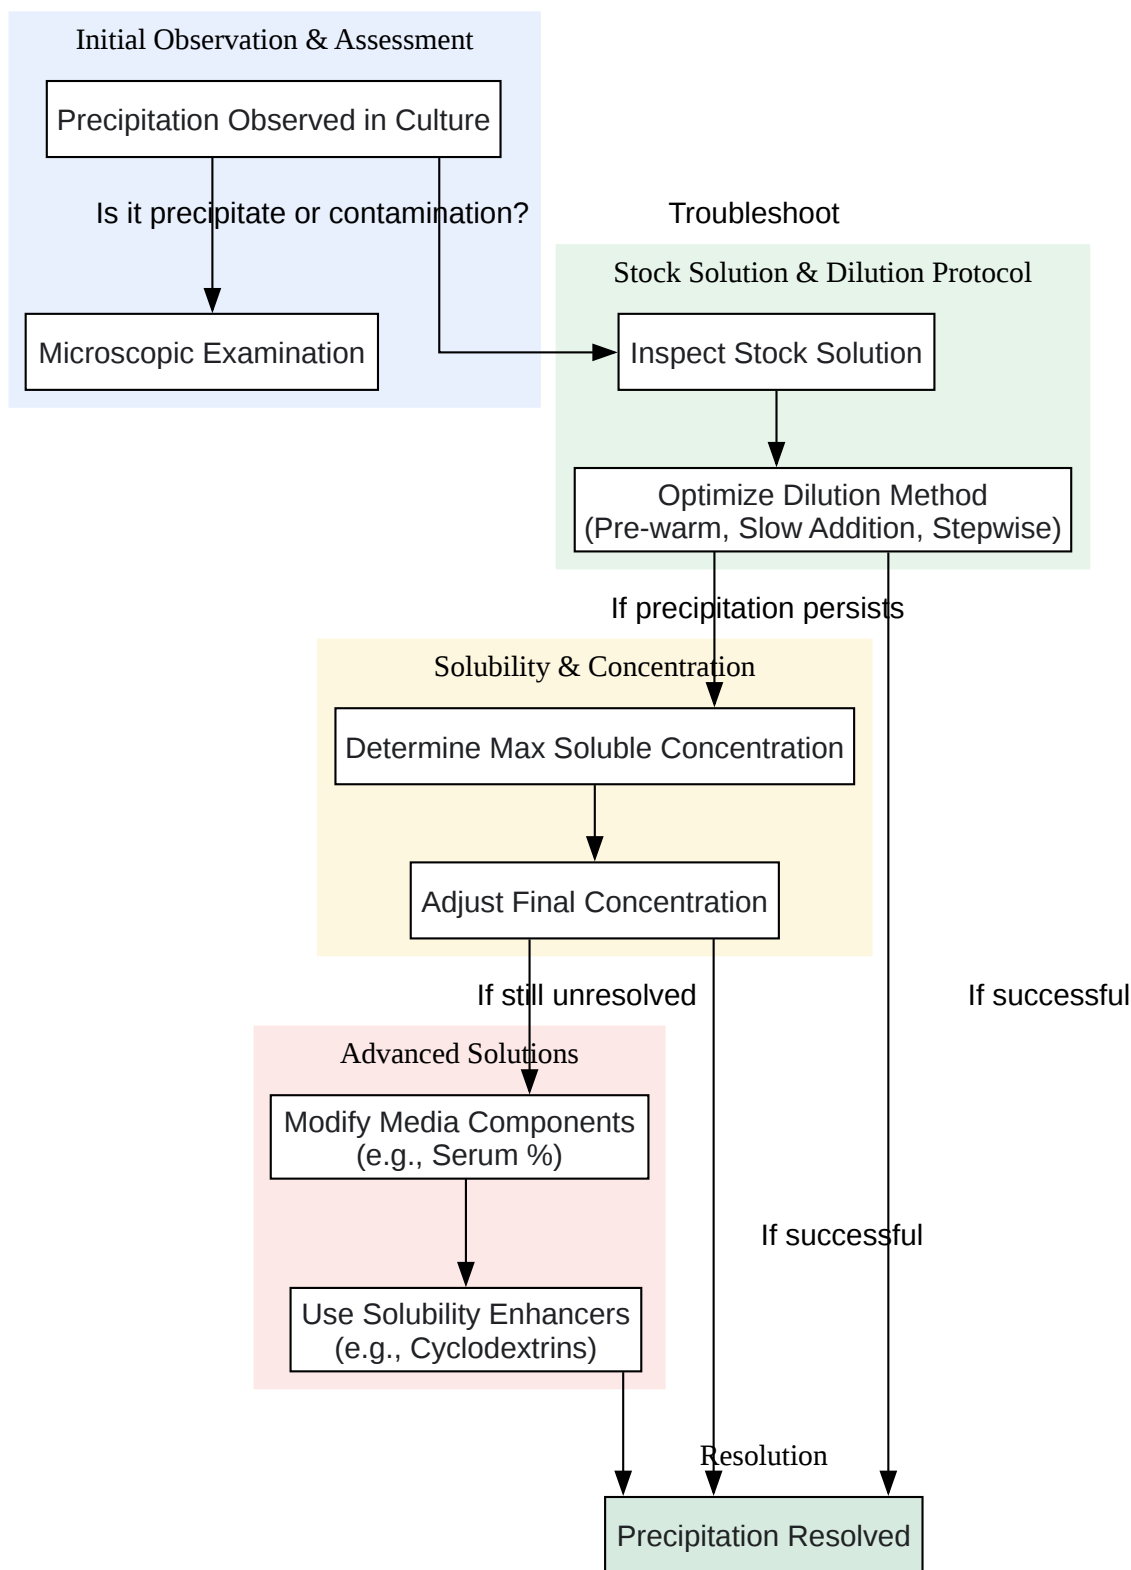 Initial Observation & Assessment
Precipitation Observed in Culture
Is it precipitate or contamination?
Troubleshoot
Stock Solution & Dilution Protocol
Microscopic Examination
Inspect Stock Solution
Optimize Dilution Method
(Pre-warm, Slow Addition, Stepwise)
If precipitation persists
Solubility & Concentration
Determine Max Soluble Concentration
Adjust Final Concentration
If still unresolved
If successful
Advanced Solutions
Modify Media Components
(e.g., Serum %)
If successful
Use Solubility Enhancers
(e.g., Cyclodextrins)
Resolution
Precipitation Resolved